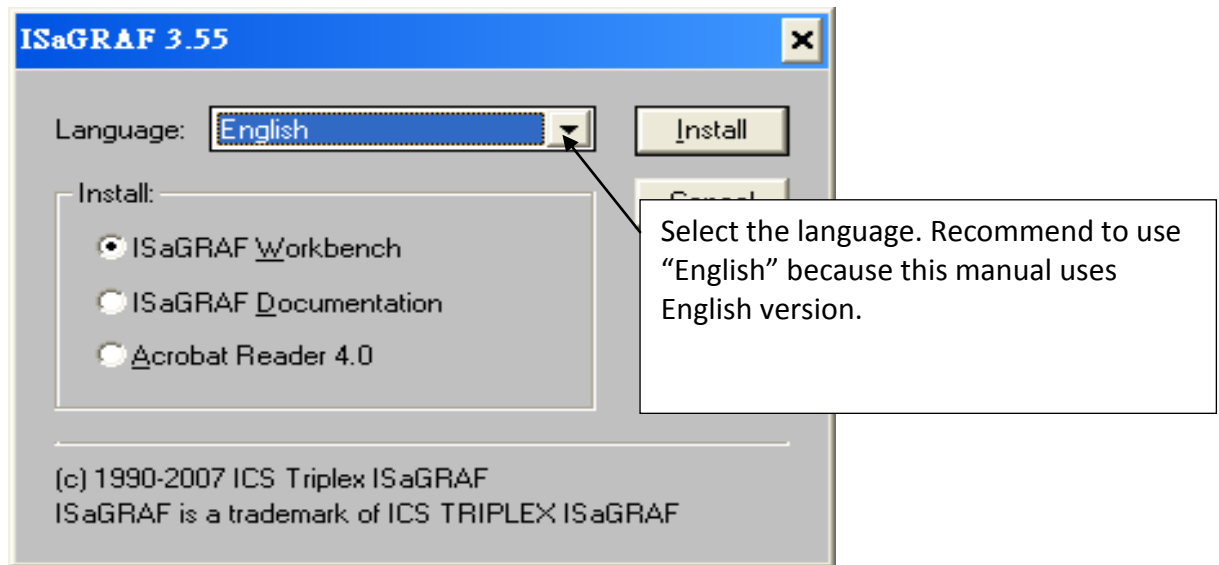 ISaGRAF 3.55
Language: English Install
Install:
ISaGRAF Workbench
ISaGRAF Documentation
Acrobat Reader 4.0
Select the language. Recommend to use
“English” because this manual uses
English version.
(c) 1990-2007 ICS Triplex ISaGRAF
ISaGRAF is a trademark of ICS TRIPLEX ISaGRAF